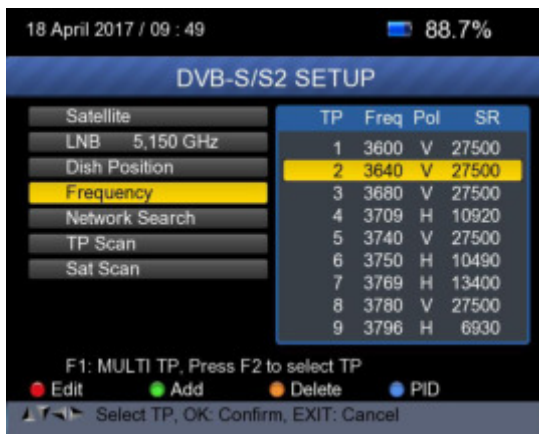 18 April 2017 / 09 : 49 88.7%
DVB-S/S2 SETUP
Satellite
LNB 5,150 GHz
Dish Position
Frequency
Network Search
TP Scan
Sat Scan
TP Freq Pol SR
1 3600 V 27500
2 3640 V 27500
3 3680 V 27500
4 3709 H 10920
5 3740 V 27500
6 3750 H 10490
7 3769 H 13400
8 3780 V 27500
9 3796 H 6930
F1: MULTI TP, Press F2 to select TP
Edit Add Delete PID
Select TP, OK: Confirm, EXIT: Cancel